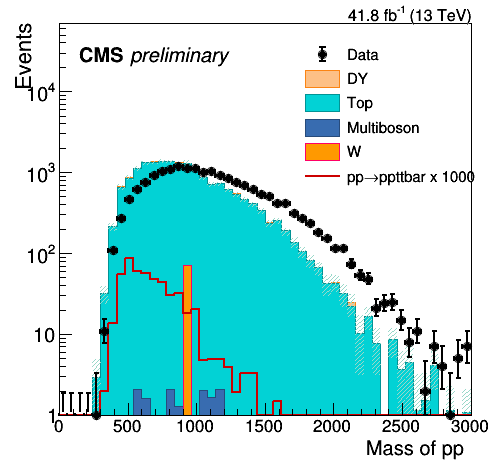 41.8 fb⁻¹ (13 TeV)
CMS preliminary
Events
Data
DY
Top
Multiboson
W
pp→ppttbar x 1000
10⁴
10³
10²
10
1
0 500 1000 1500 2000 2500 3000
Mass of pp